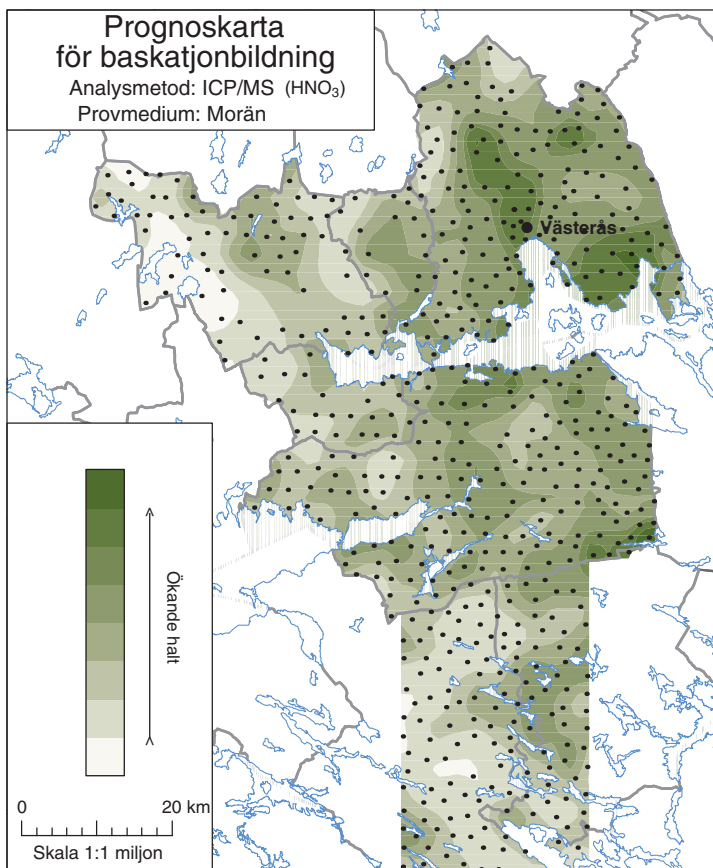 Prognoskarta
för baskatjonbildning
Analysmetod: ICP/MS (HNO₃)
Provmedium: Morän
Västerås
Ökande halt
0 20 km
Skala 1:1 miljon